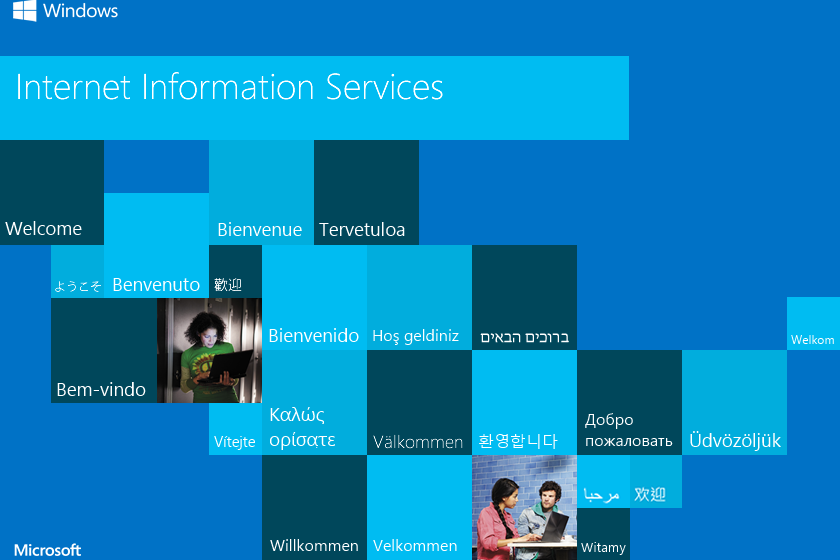 Windows
Internet Information Services
Welcome
Bienvenue
Tervetuloa
ようこそ
Benvenuto
歡迎
Bienvenido
Hoş geldiniz
ברוכים הבאים
Welkom
Bem-vindo
Vítejte
Καλώς
ορίσατε
Välkommen
환영합니다
Добро
пожаловать
Üdvözöljük
مرحبا
欢迎
Willkommen
Velkommen
Witamy
Microsoft